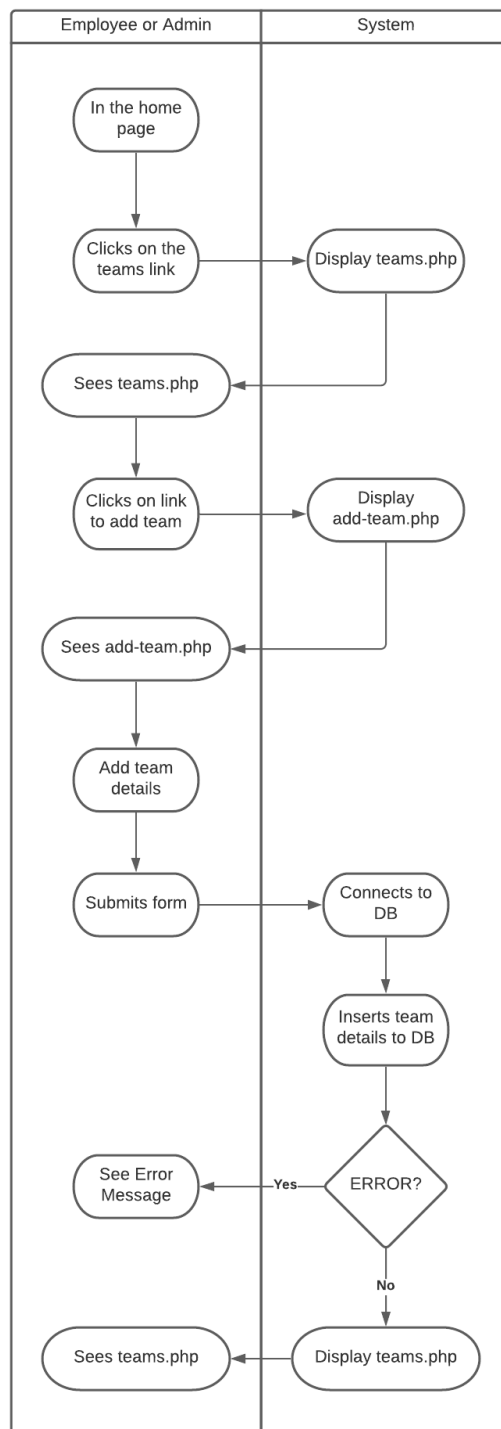 Employee or Admin
System
In the home
page
Clicks on the
teams link
Display teams.php
Sees teams.php
Clicks on link
to add team
Display
add-team.php
Sees add-team.php
Add team
details
Submits form
Connects to
DB
Inserts team
details to DB
See Error
Message
Yes
ERROR?
No
Sees teams.php
Display teams.php